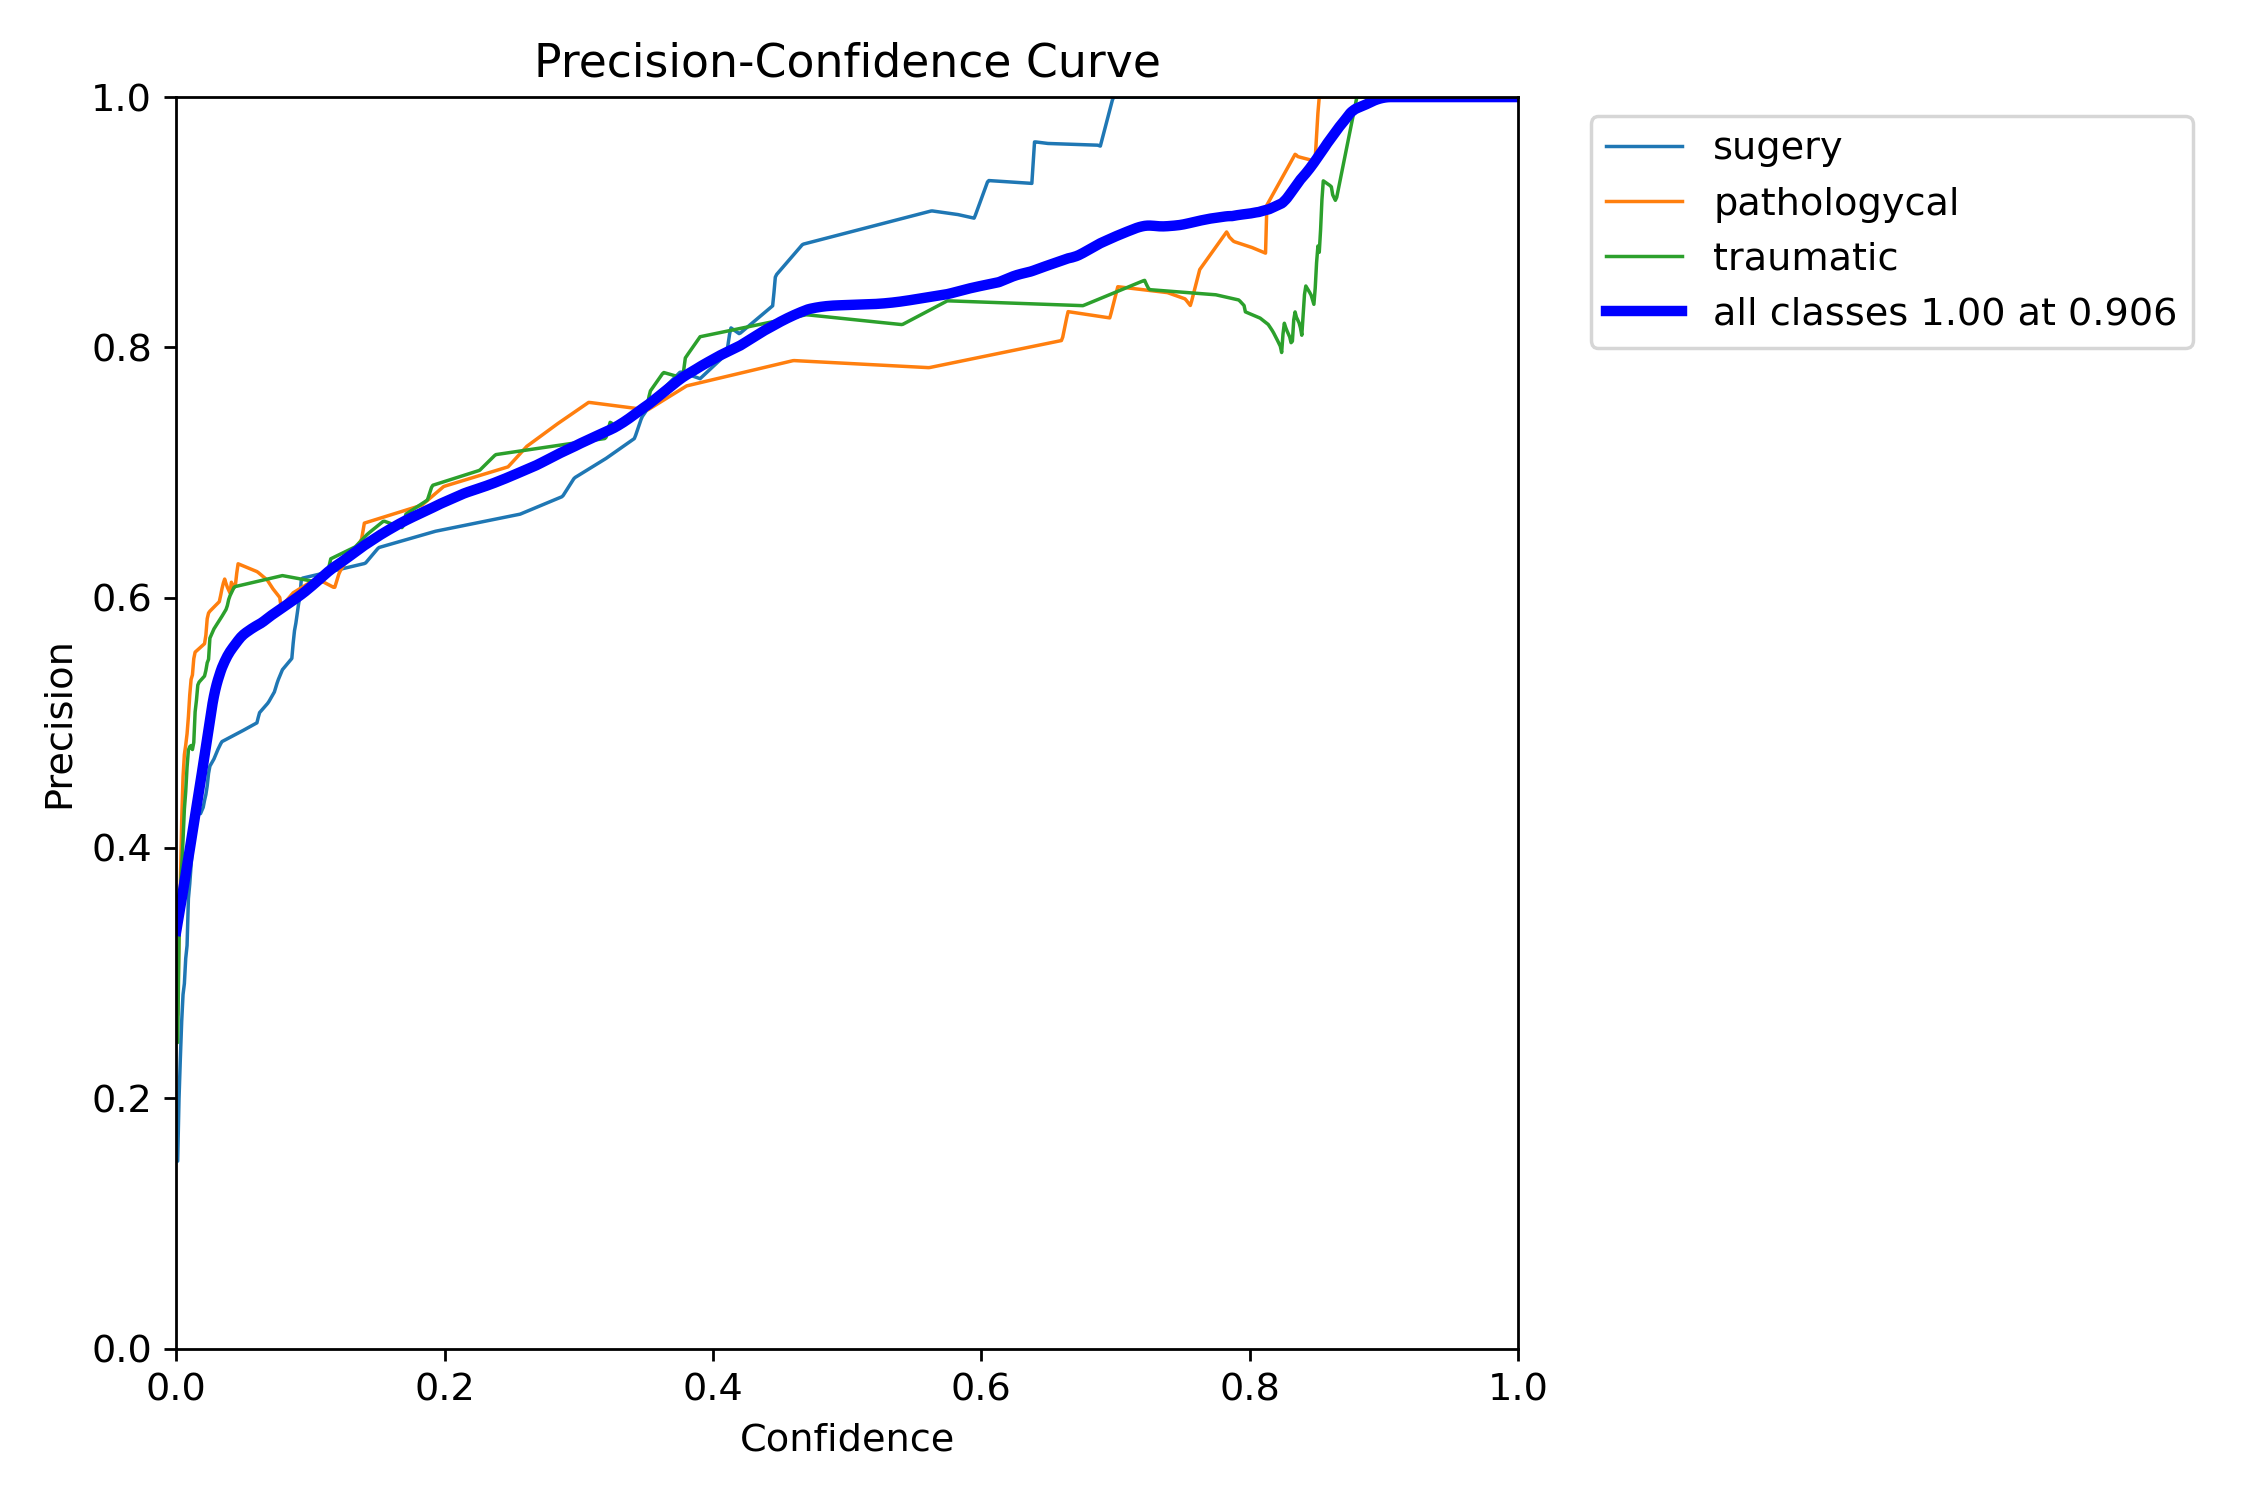 Precision-Confidence Curve
1.0
0.8
0.6
0.4
0.2
0.0
Precision
0.0 0.2 0.4 0.6 0.8 1.0
Confidence
sugery
pathologycal
traumatic
all classes 1.00 at 0.906